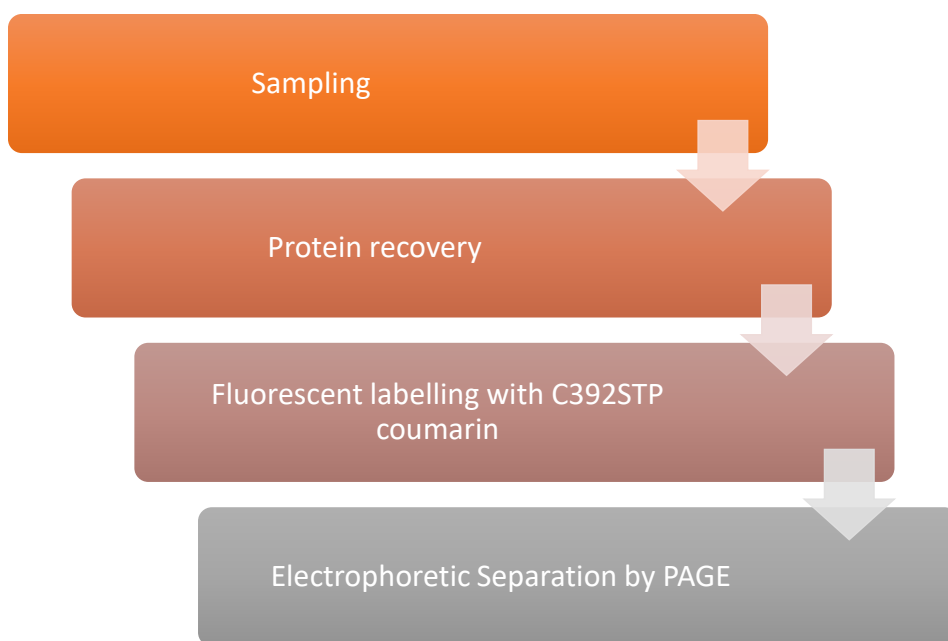 Sampling
Protein recovery
Fluorescent labelling with C392STP
coumarin
Electrophoretic Separation by PAGE